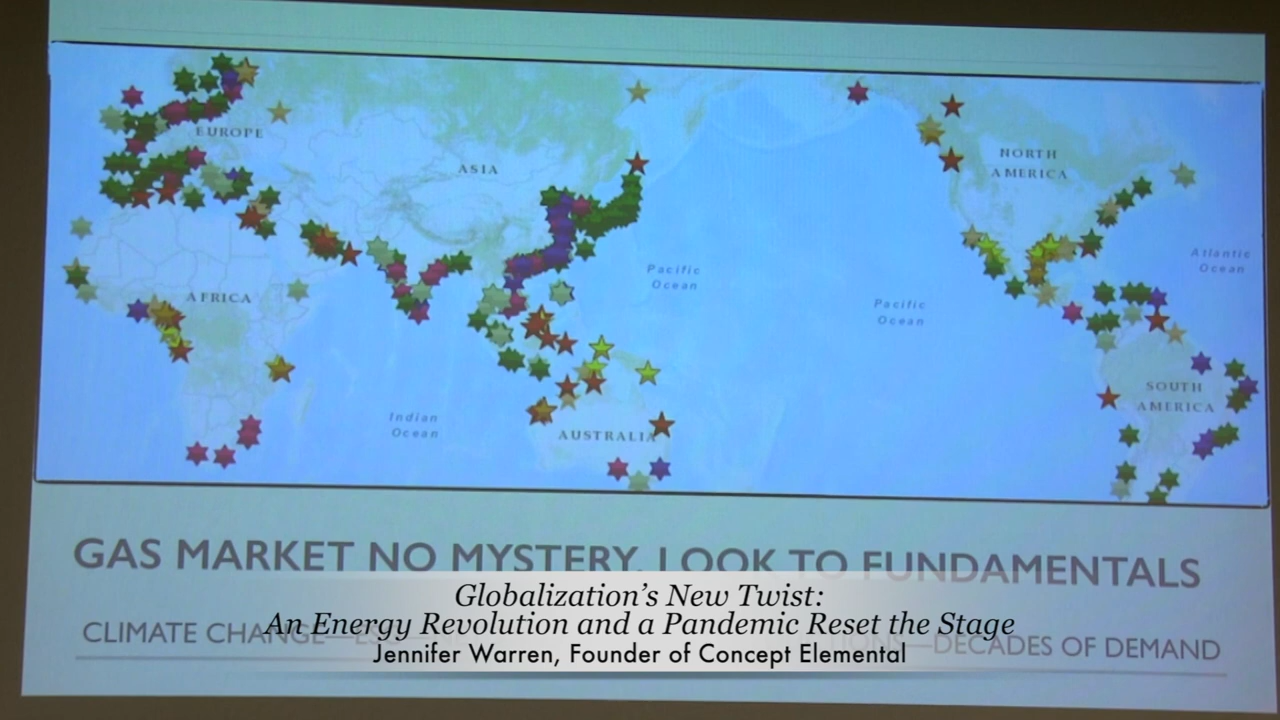 EUROPE
ASIA
NORTH
AMERICA
Pacific
Ocean
Atlantic
Ocean
AFRICA
Pacific
Ocean
SOUTH
AMERICA
Indian
Ocean
AUSTRALIA
GAS MARKET NO MYSTERY, LOOK TO FUNDAMENTALS
Globalization's New Twist:
An Energy Revolution and a Pandemic Reset the Stage
CLIMATE CHANGE— —DECADES OF DEMAND
Jennifer Warren, Founder of Concept Elemental